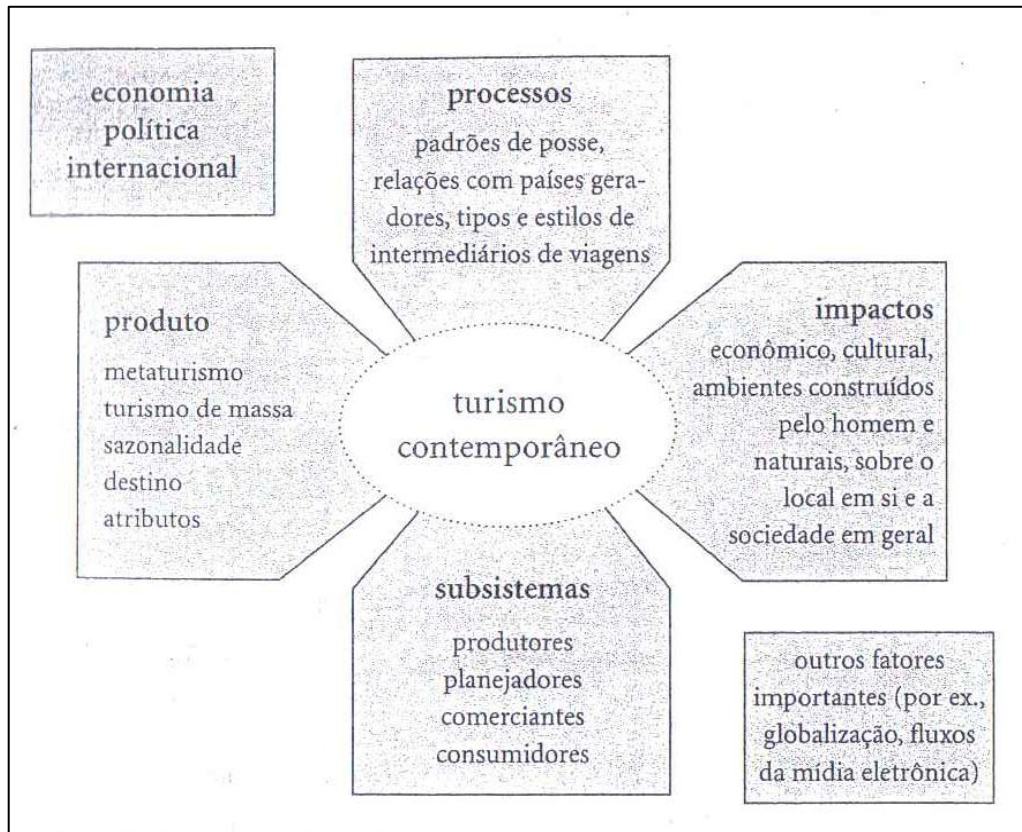 economia
política
internacional
processos
padrões de posse,
relações com países gera-
dores, tipos e estilos de
intermediários de viagens
produto
metaturismo
turismo de massa
sazonalidade
destino
atributos
turismo
contemporâneo
impactos
econômico, cultural,
ambientes construídos
pelo homem e
naturais, sobre o
local em si e a
sociedade em geral
subsistemas
produtores
planejadores
comerciantes
consumidores
outros fatores
importantes (por ex.,
globalização, fluxos
da mídia eletrônica)